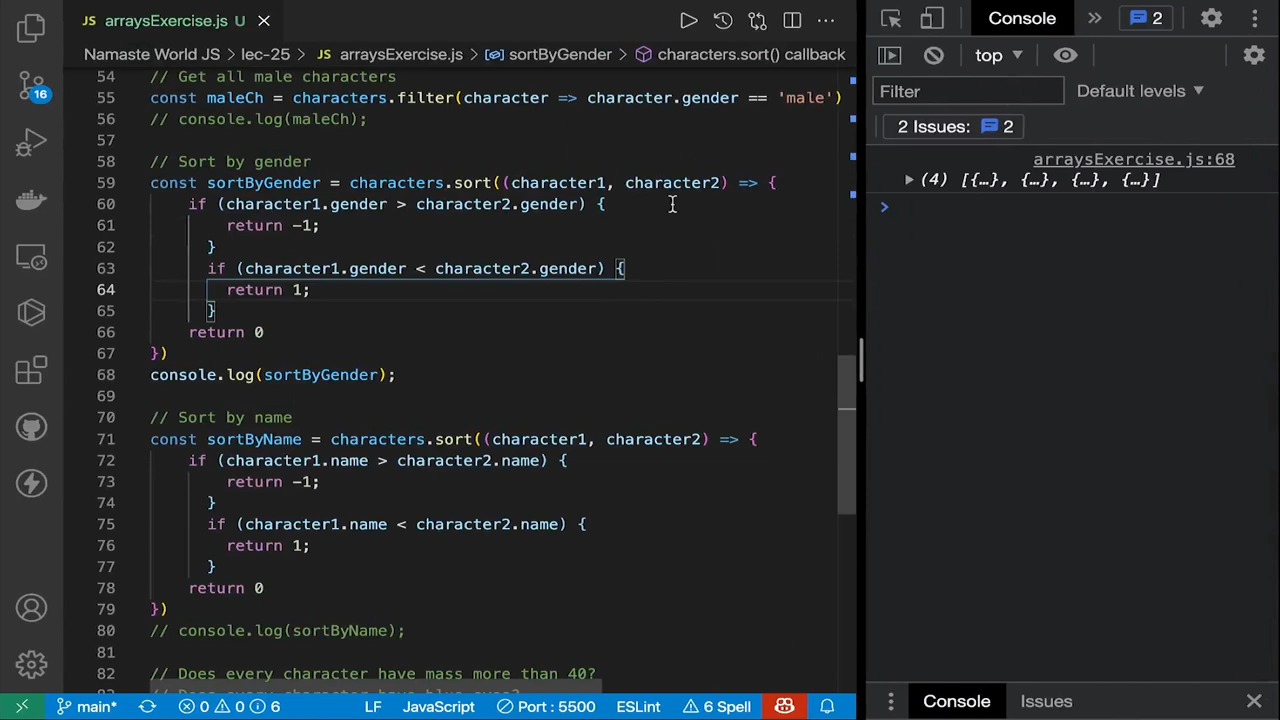 arraysExercise.js U
Namaste World JS > lec-25 > JS arraysExercise.js > sortByGender > characters.sort() callback
54 // Get all male characters
55 const maleCh = characters.filter(character => character.gender == 'male')
56 // console.log(maleCh);
57
58 // Sort by gender
59 const sortByGender = characters.sort((character1, character2) => {
60 if (character1.gender > character2.gender) {
61 return -1;
62 }
63 if (character1.gender < character2.gender) {
64 return 1;
65 }
66 return 0
67 })
68 console.log(sortByGender);
69
70 // Sort by name
71 const sortByName = characters.sort((character1, character2) => {
72 if (character1.name > character2.name) {
73 return -1;
74 }
75 if (character1.name < character2.name) {
76 return 1;
77 }
78 return 0
79 })
80 // console.log(sortByName);
81
82 // Does every character have mass more than 40?
16
main* 0 0 6 LF JavaScript Port : 5500 ESLint 6 Spell
Console 2
top
Filter Default levels
2 Issues: 2
arraysExercise.js:68
(4) [{…}, {…}, {…}, {…}]
Console Issues